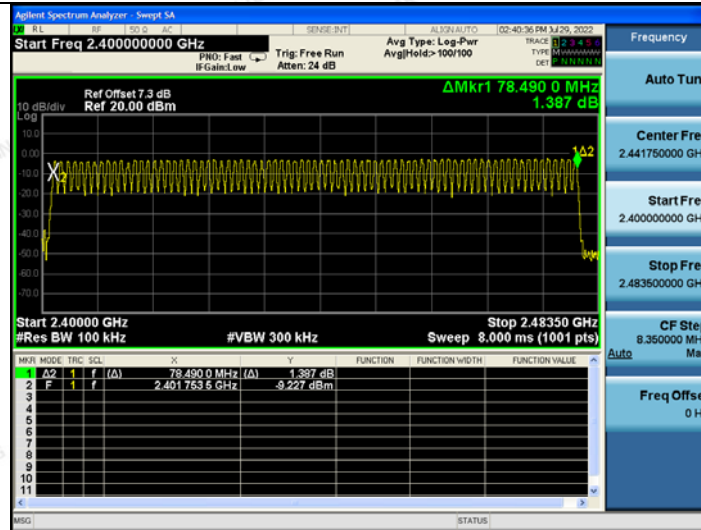 Agilent Spectrum Analyzer - Swept SA
RL RF 50 Ω AC SENSE:INT ALIGN AUTO 02:40:36 PM Jul 29, 2022
Start Freq 2.400000000 GHz
PNO: Fast
IFGain:Low
Trig: Free Run
Atten: 24 dB
Avg Type: Log-Pwr
Avg|Hold:>100/100
TRACE 1 2 3 4 5 6
TYPE M
DET P N N N N N
ΔMkr1 78.490 0 MHz
1.387 dB
Ref Offset 7.3 dB
10 dB/div Ref 20.00 dBm
Log
10.0
0.00
-10.0
-20.0
-30.0
-40.0
-50.0
-60.0
-70.0
1Δ2
X2
Start 2.40000 GHz Stop 2.48350 GHz
#Res BW 100 kHz #VBW 300 kHz Sweep 8.000 ms (1001 pts)
MKR MODE TRC SCL X Y FUNCTION FUNCTION WIDTH FUNCTION VALUE
1 Δ2 1 f (Δ) 78.490 0 MHz (Δ) 1.387 dB
2 F 1 f 2.401 753 5 GHz -9.227 dBm
3
4
5
6
7
8
9
10
11
MSG STATUS
Frequency
Auto Tun
Center Fre
2.441750000 GH
Start Fre
2.400000000 GH
Stop Fre
2.483500000 GH
CF Ste
8.350000 MH
Auto Ma
Freq Offse
0 H